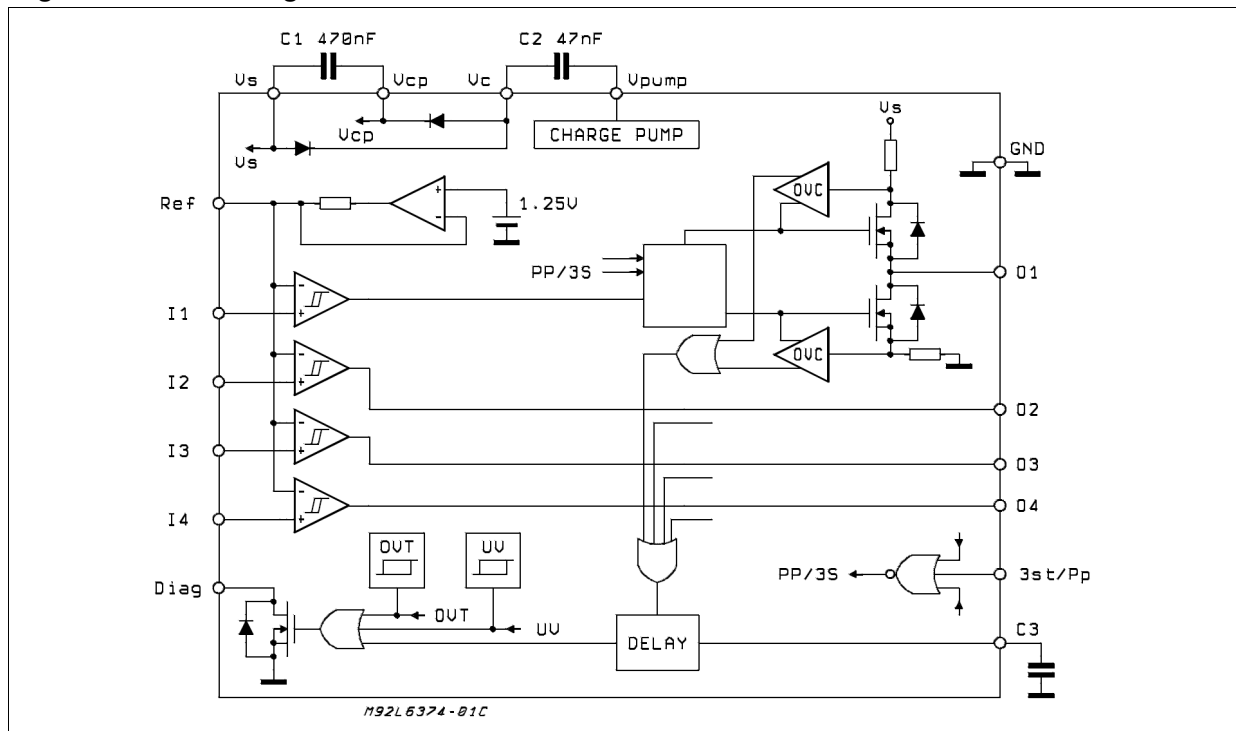 C1 470nF
C2 47nF
Vs
Vcp
Vc
Vpump
Vs
Vcp
CHARGE PUMP
Vs
GND
OVC
Ref
+
-
1.25V
PP/3S
O1
-
+
I1
OVC
-
+
I2
O2
-
+
I3
O3
-
+
I4
O4
OVT
UV
PP/3S
3st/Pp
Diag
OVT
UV
DELAY
C3
M92L6374-01C